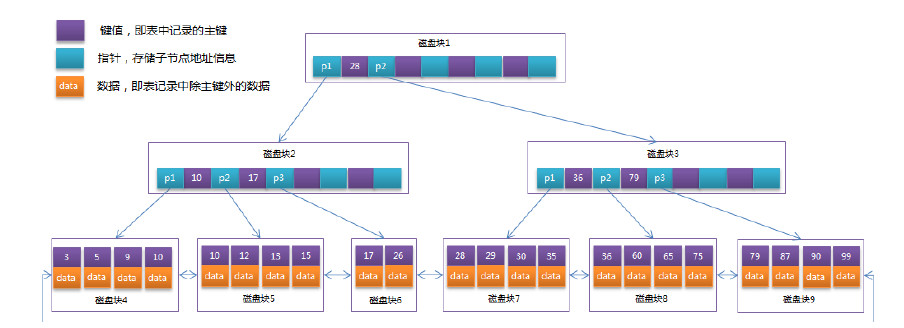 键值，即表中记录的主键
指针，存储子节点地址信息
data 数据，即表记录中除主键外的数据
磁盘块1
p1 28 p2
磁盘块2
p1 10 p2 17 p3
磁盘块3
p1 36 p2 79 p3
3 5 9 10
data data data data
磁盘块4
10 12 13 15
data data data data
磁盘块5
17 26
data data
磁盘块6
28 29 30 35
data data data data
磁盘块7
36 60 65 75
data data data data
磁盘块8
79 87 90 99
data data data data
磁盘块9